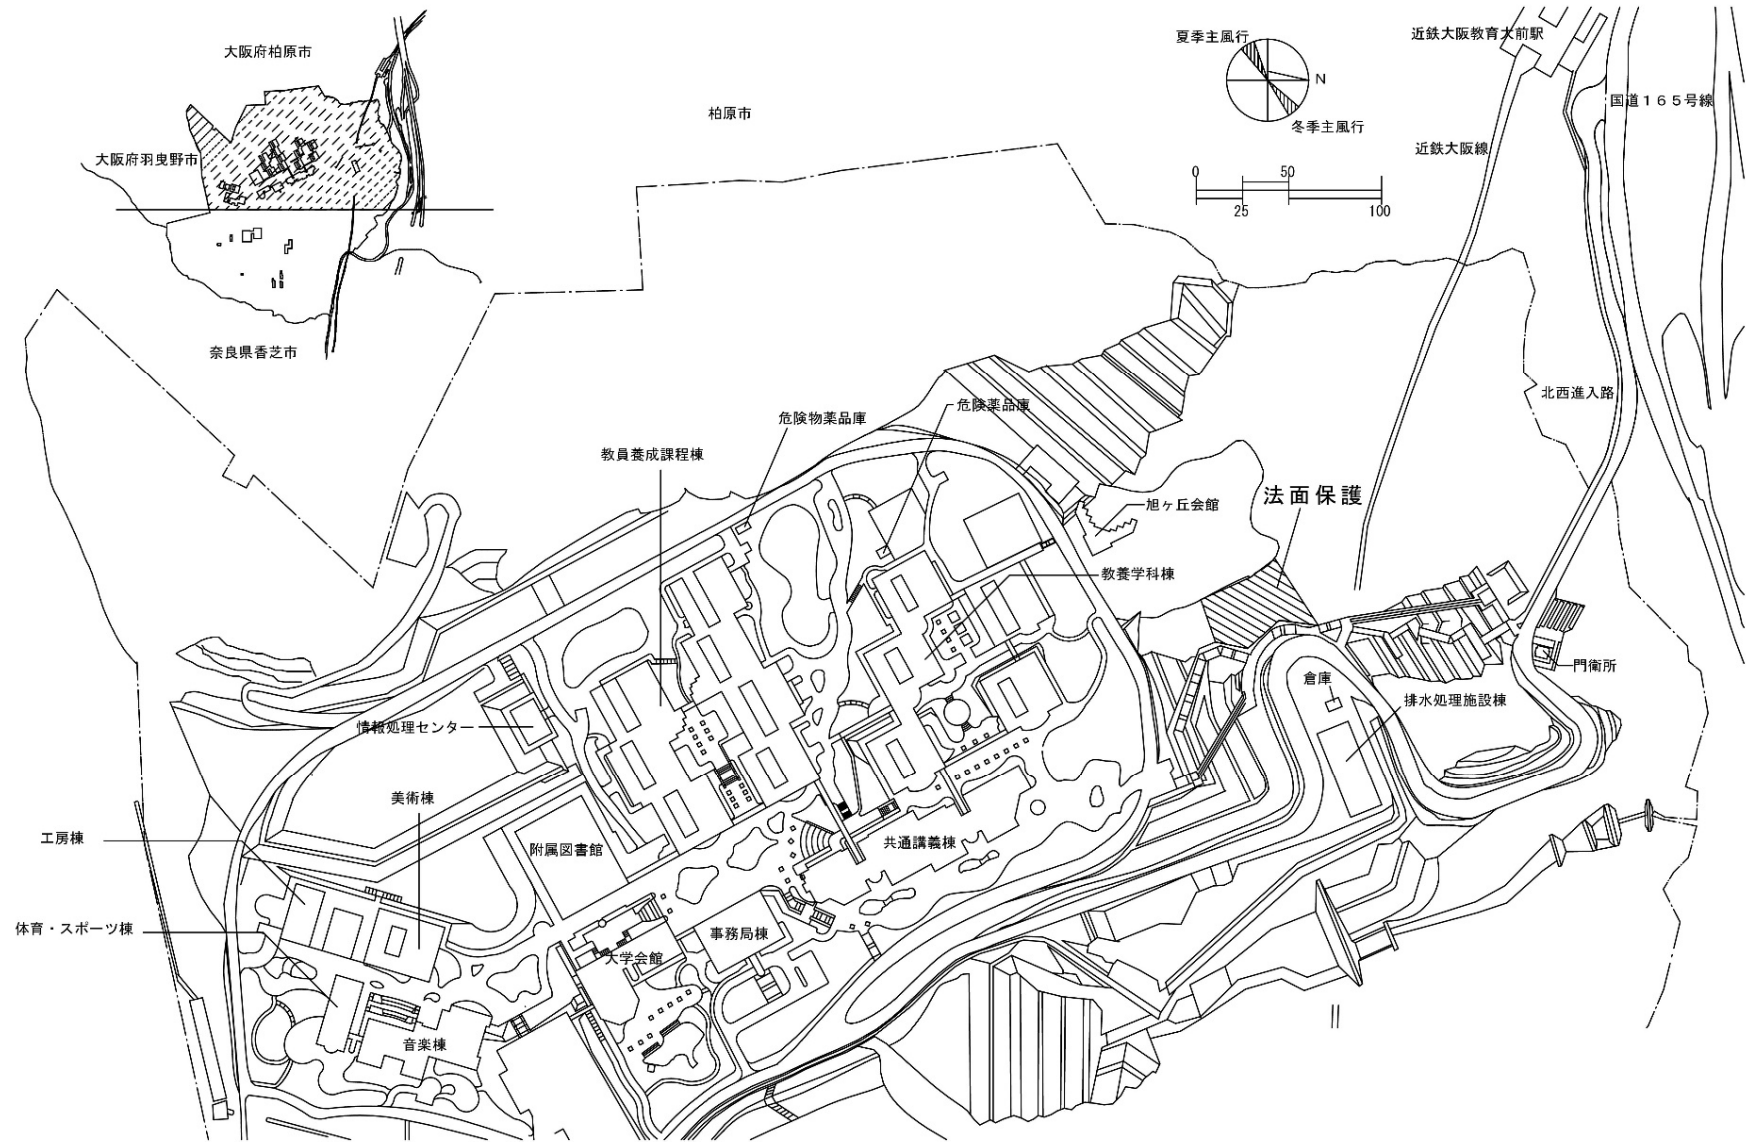 大阪府柏原市
大阪府羽曳野市
奈良県香芝市
柏原市
夏季主風行
N
冬季主風行
0
50
25
100
近鉄大阪教育大前駅
国道165号線
近鉄大阪線
北西進入路
危険薬品庫
危険物薬品庫
教員養成課程棟
旭ヶ丘会館
法面保護
教養学科棟
門衛所
倉庫
排水処理施設棟
情報処理センター
美術棟
工房棟
附属図書館
共通講義棟
体育・スポーツ棟
事務局棟
大学会館
音楽棟